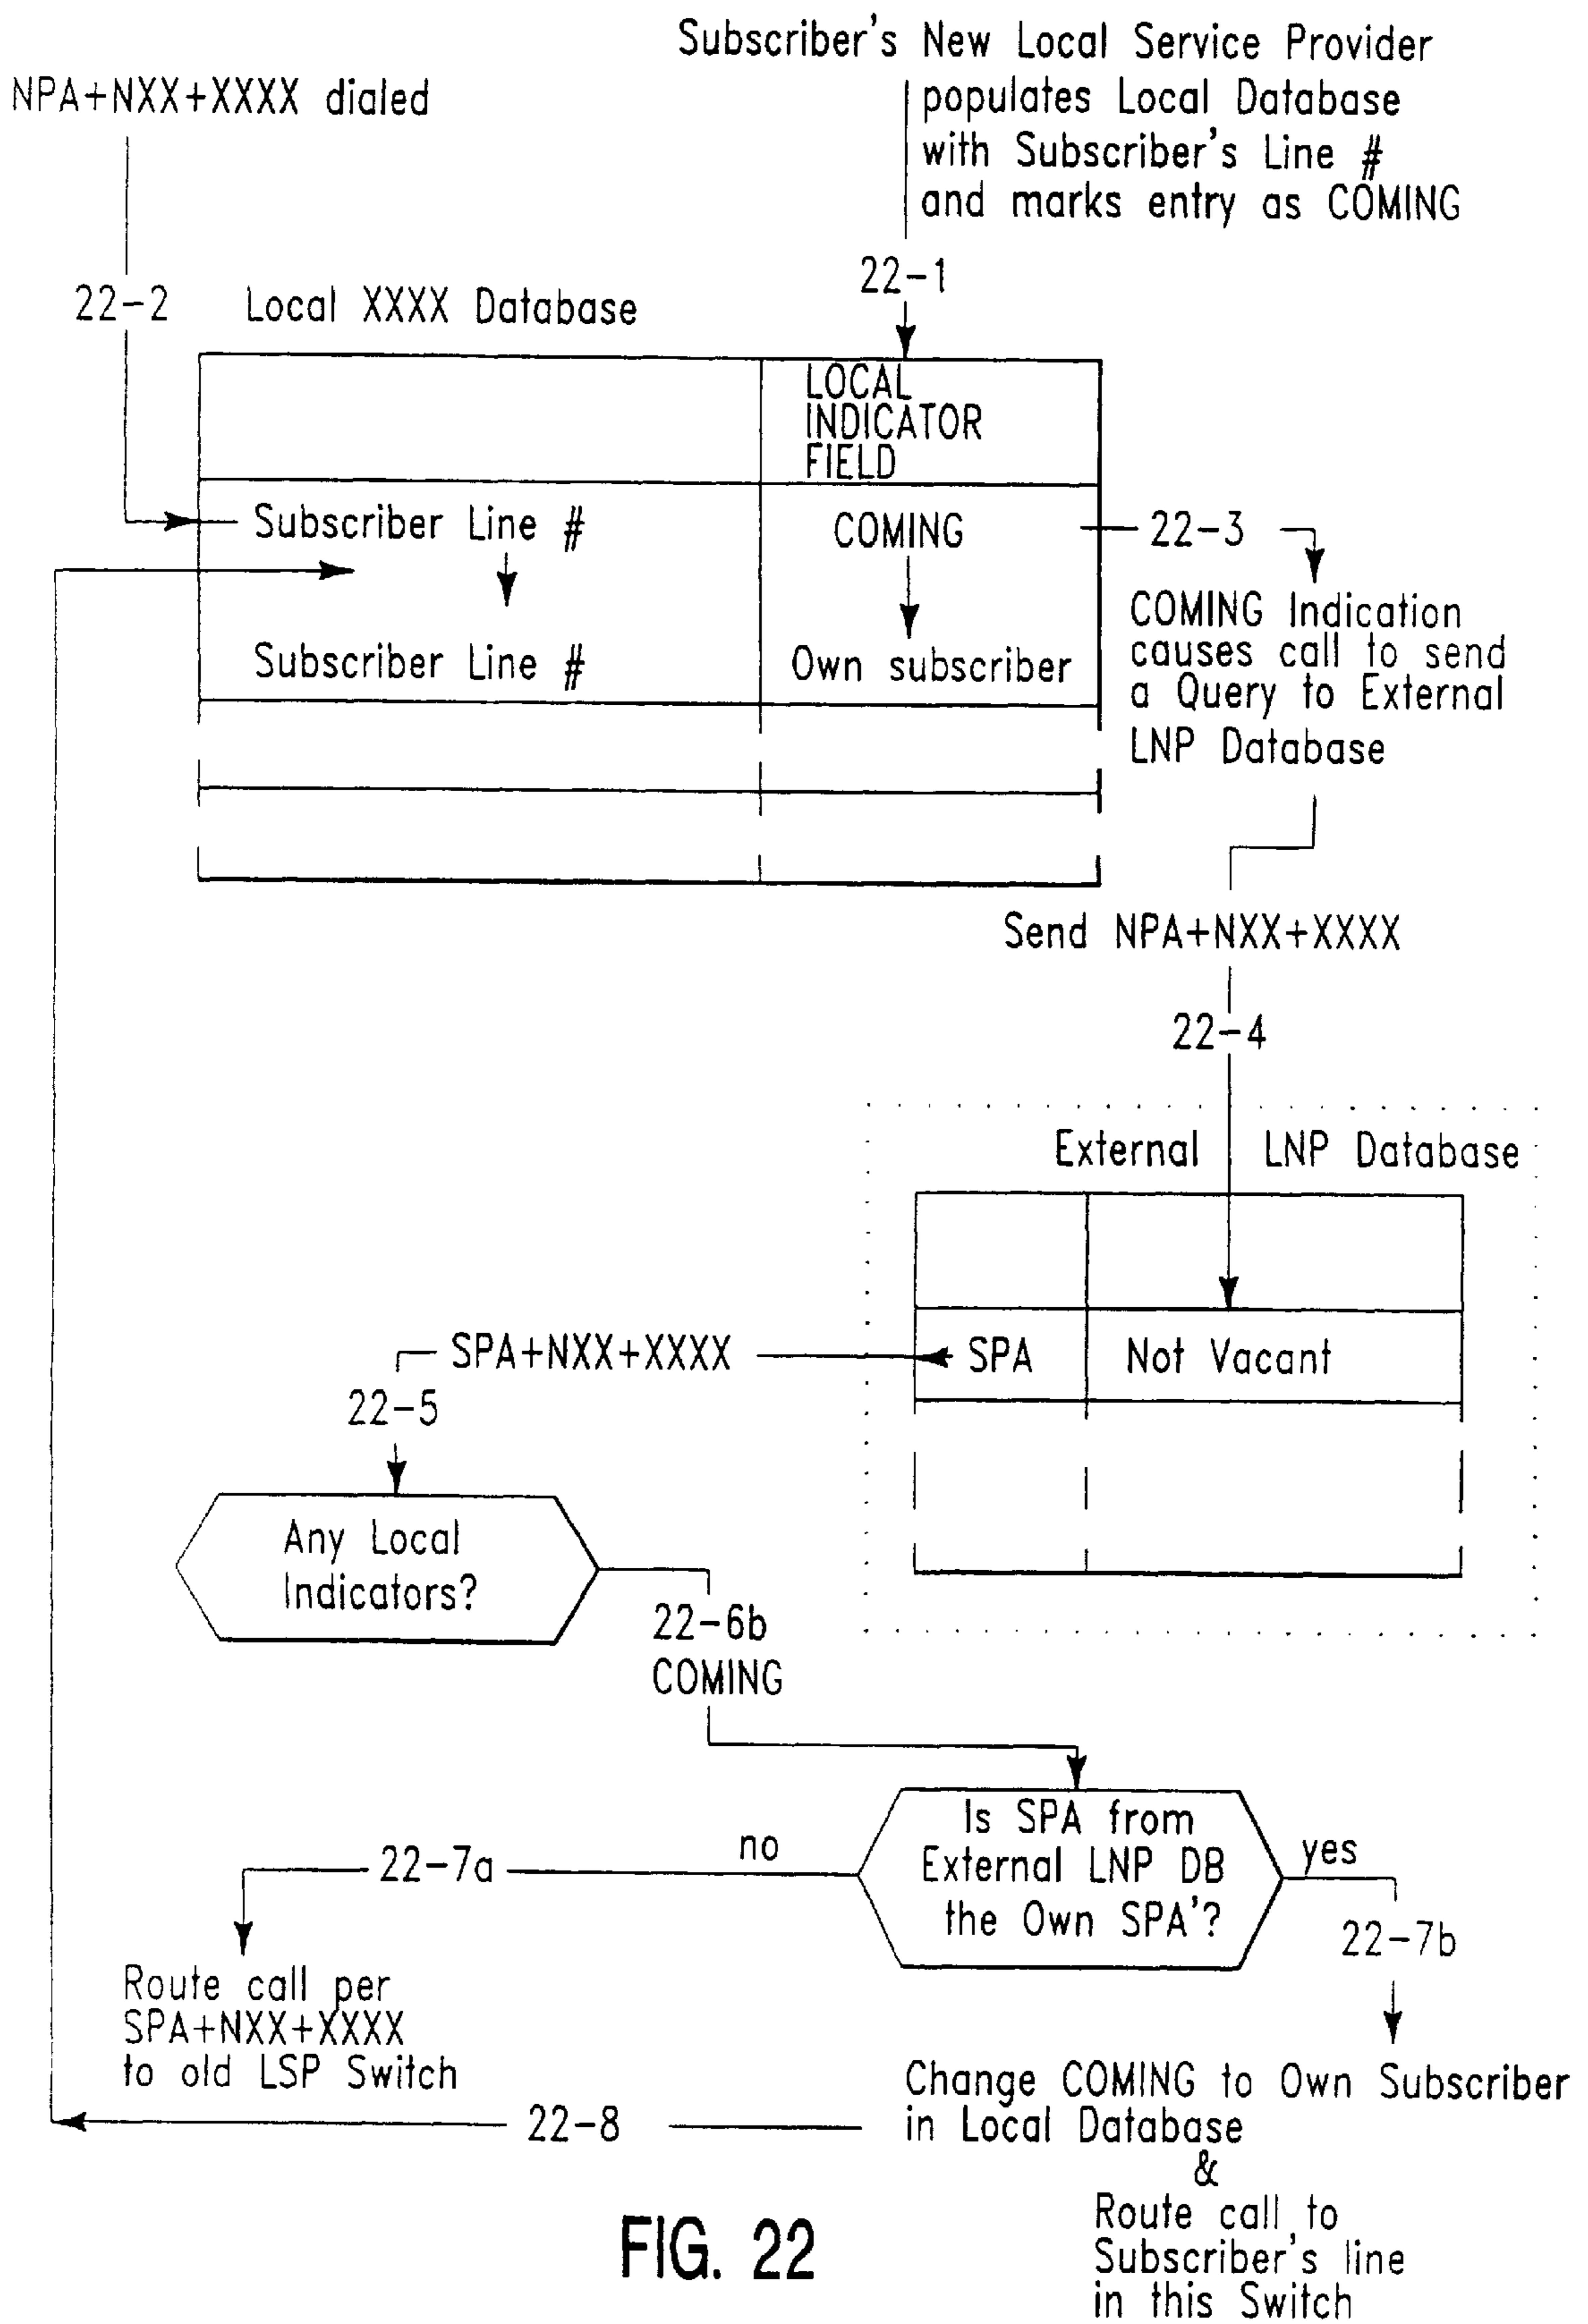 Subscriber's New Local Service Provider
populates Local Database
with Subscriber's Line #
and marks entry as COMING
NPA+NXX+XXXX dialed
22-1
22-2
Local XXXX Database
LOCAL
INDICATOR
FIELD
Subscriber Line #
COMING
22-3
Subscriber Line #
Own subscriber
COMING Indication
causes call to send
a Query to External
LNP Database
Send NPA+NXX+XXXX
22-4
External LNP Database
SPA+NXX+XXXX
SPA
Not Vacant
22-5
Any Local
Indicators?
22-6b
COMING
Is SPA from
External LNP DB
the Own SPA'?
no
yes
22-7a
22-7b
Route call per
SPA+NXX+XXXX
to old LSP Switch
Change COMING to Own Subscriber
in Local Database
&
Route call to
Subscriber's line
in this Switch
22-8
FIG. 22